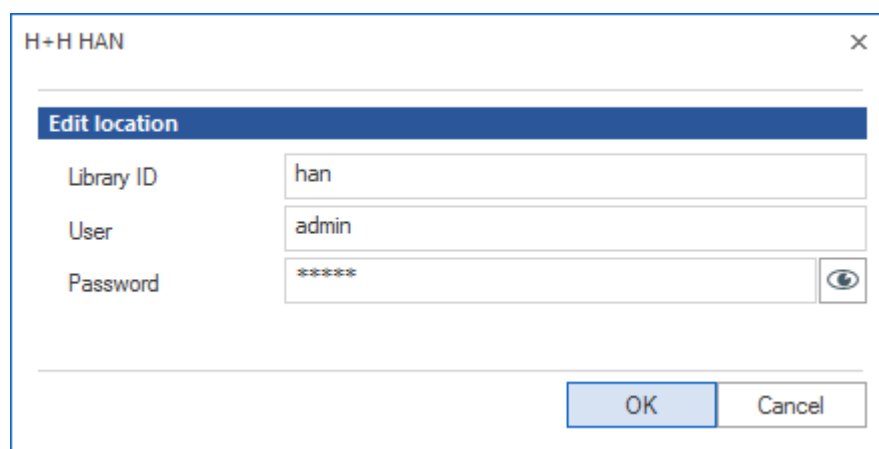 H+H HAN
Edit location
Library ID han
User admin
Password *****
OK Cancel